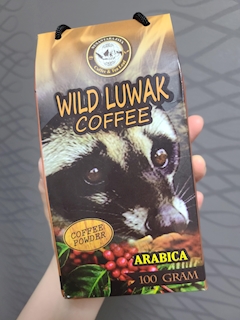 WILD LUWAK
COFFEE
COFFEE
POWDER
ARABICA
100 GRAM